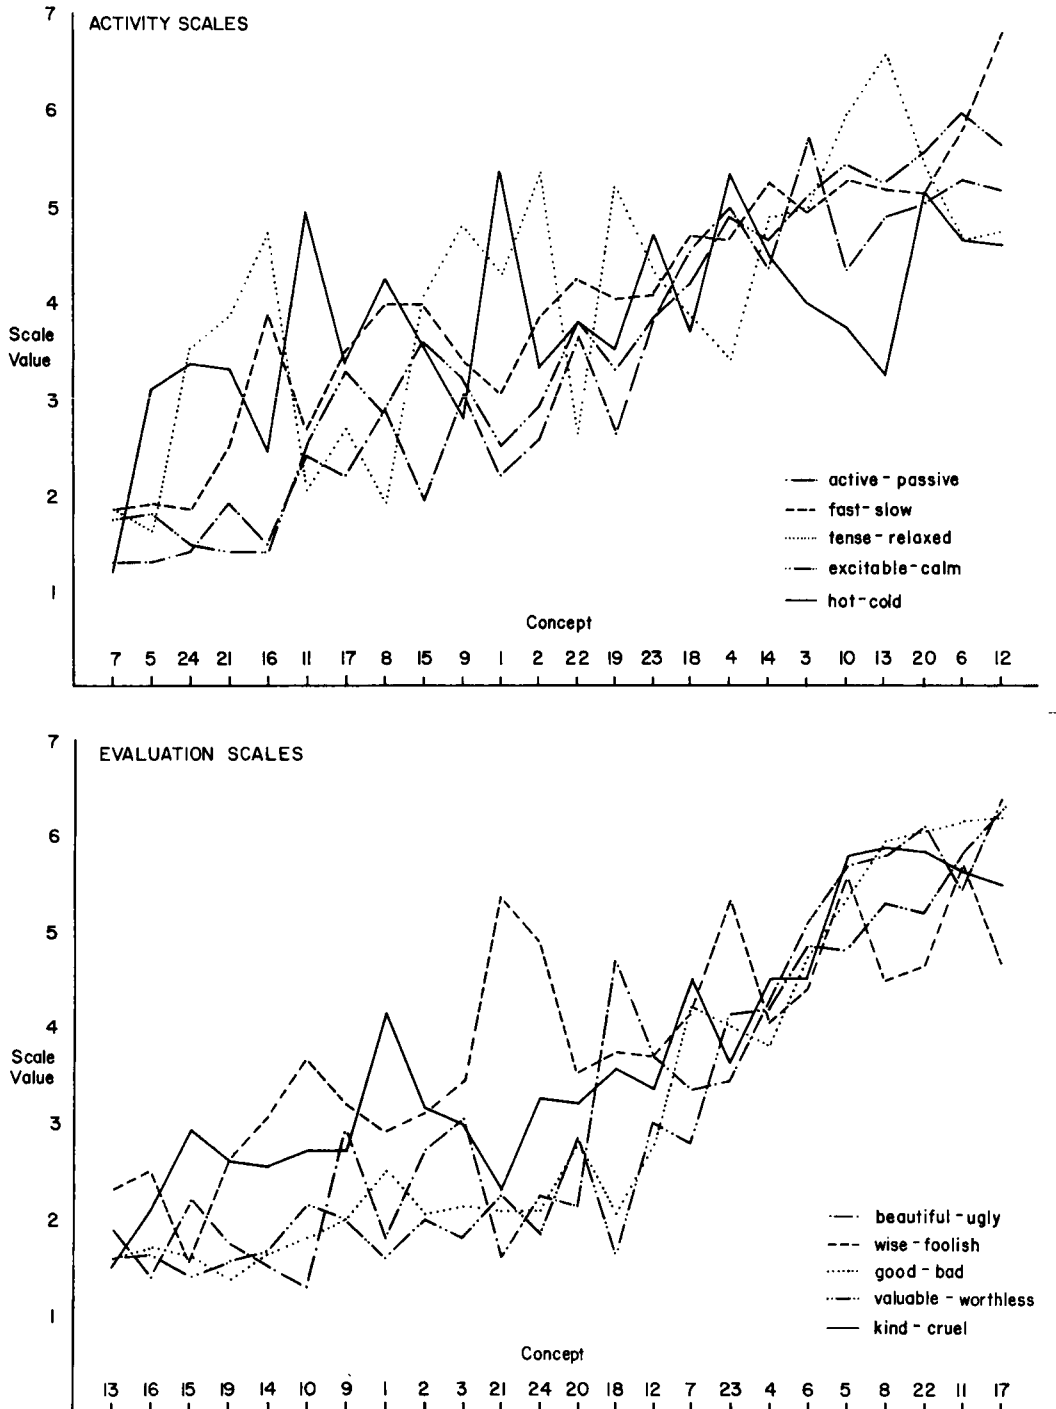 7
ACTIVITY SCALES
6
5
4
Scale
Value
3
2
active - passive
fast - slow
tense - relaxed
excitable - calm
1
hot - cold
Concept
7 5 24 21 16 11 17 8 15 9 1 2 22 19 23 18 4 14 3 10 13 20 6 12
7
EVALUATION SCALES
6
5
4
Scale
Value
3
2
beautiful - ugly
wise - foolish
good - bad
valuable - worthless
1
kind - cruel
Concept
13 16 15 19 14 10 9 1 2 3 21 24 20 18 12 7 23 4 6 5 8 22 11 17